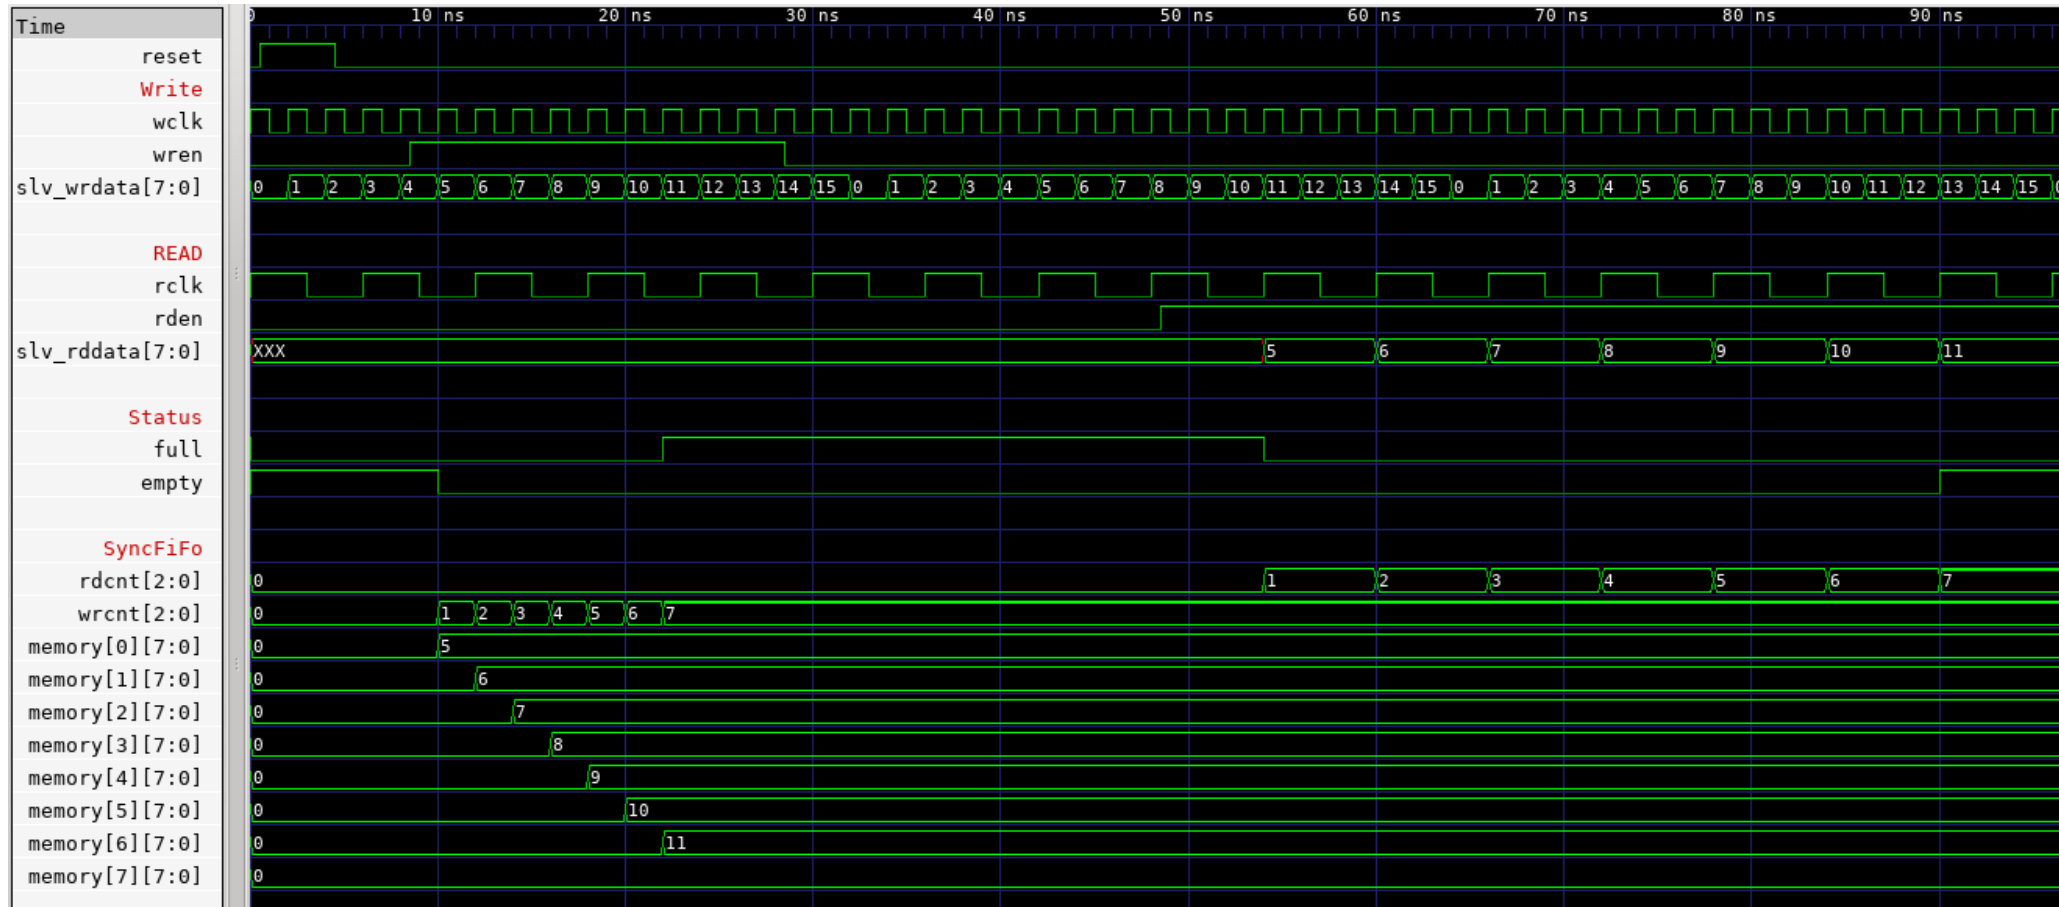 0 10 ns 20 ns 30 ns 40 ns 50 ns 60 ns 70 ns 80 ns 90 ns
Time
reset
Write
wclk
wren
slv_wrdata[7:0] 0 1 2 3 4 5 6 7 8 9 10 11 12 13 14 15 0 1 2 3 4 5 6 7 8 9 10 11 12 13 14 15 0 1 2 3 4 5 6 7 8 9 10 11 12 13 14 15 0
READ
rclk
rden
slv_rddata[7:0] XXX 5 6 7 8 9 10 11
Status
full
empty
SyncFiFo
rdcnt[2:0] 0 1 2 3 4 5 6 7
wrcnt[2:0] 0 1 2 3 4 5 6 7
memory[0][7:0] 0 5
memory[1][7:0] 0 6
memory[2][7:0] 0 7
memory[3][7:0] 0 8
memory[4][7:0] 0 9
memory[5][7:0] 0 10
memory[6][7:0] 0 11
memory[7][7:0] 0